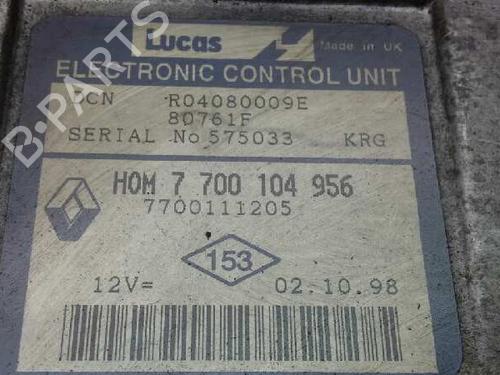 Lucas
Made in UK
ELECTRONIC CONTROL UNIT
DCN R04080009E
80761F
SERIAL No 575033 KRG
HOM 7 700 104 956
7700111205
153
12V= 02.10.98
B-PARTS